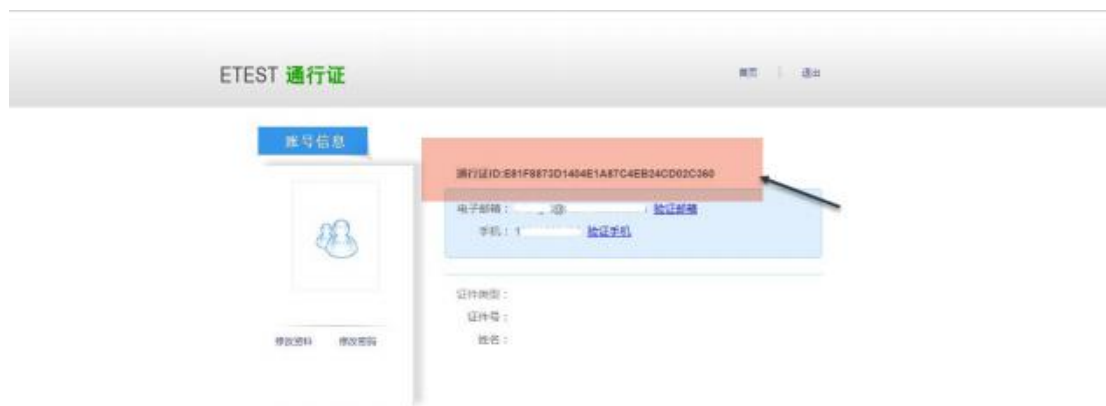 ETEST 通行证
首页 | 退出
账号信息
通行证ID:E81F8873D1404E1A87C4EB34CD02C360
电子邮箱： @ 验证邮箱
手机：1 验证手机
证件类型：
证件号：
姓名：
修改资料 修改密码